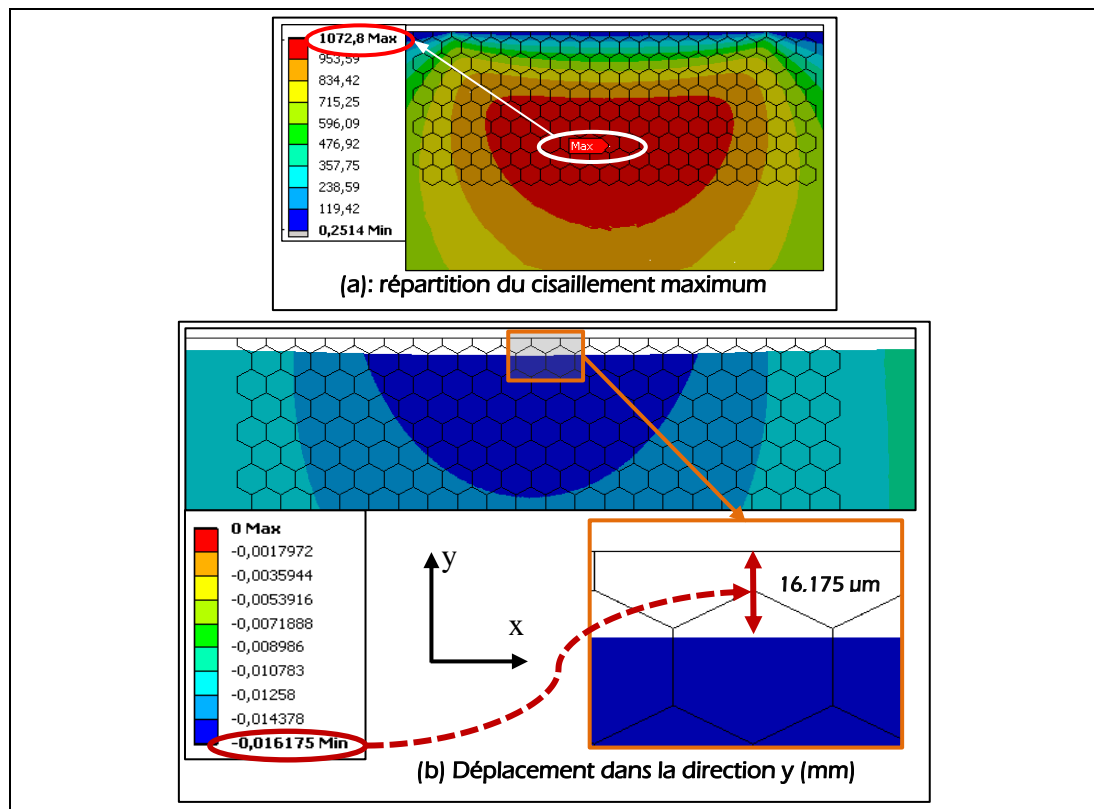 1072,8 Max
953,59
834,42
715,25
596,09
476,92
357,75
238,59
119,42
0,2514 Min
Max
(a): répartition du cisaillement maximum
0 Max
-0,0017972
-0,0035944
-0,0053916
-0,0071888
-0,008986
-0,010783
-0,01258
-0,014378
-0,016175 Min
y
x
16.175 um
(b) Déplacement dans la direction y (mm)